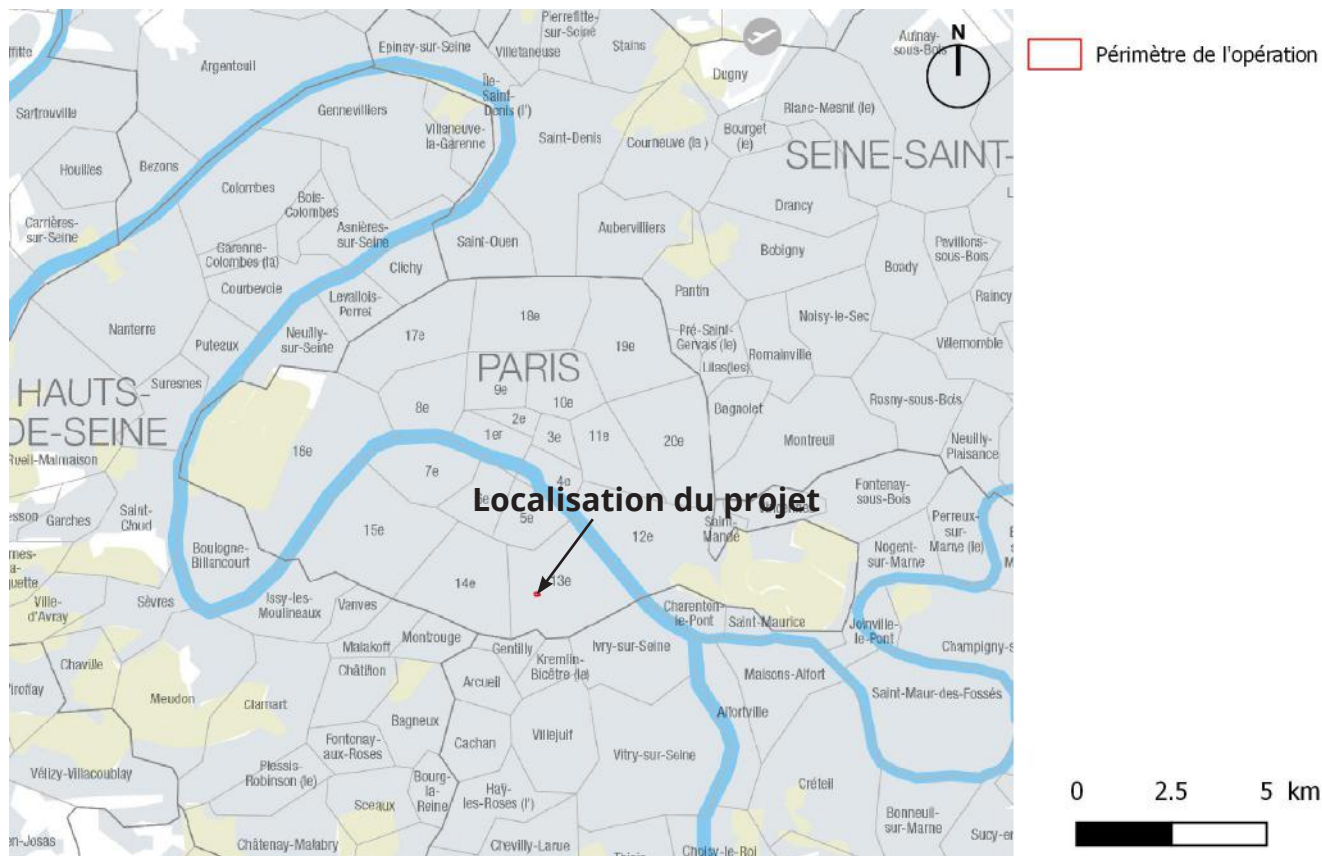 Pierrefitte-
sur-Seine
Epinay-sur-Seine
Villetaneuse
Stains
Aulnay-
sous-Bois
N
Périmètre de l'opération
Argenteuil
Dugny
Île-
Saint-
Denis (l')
Sartrouville
Gennevilliers
Blanc-Mesnil (le)
Villeneuve-
la-Garenne
Saint-Denis
Courneuve (la )
Bourget
(le)
SEINE-SAINT-
Houilles
Bezons
Colombes
Bois-
Colombes
Drancy
Carrières-
sur-Seine
Asnières-
sur-Seine
Saint-Ouen
Aubervilliers
Bobigny
Pavillons-
sous-Bois
Garenne-
Colombes (la)
Clichy
Bondy
Courbevoie
Levallois-
Perret
Pantin
Raincy
Nanterre
Puteaux
Neuilly-
sur-Seine
17e
18e
19e
Pré-Saint-
Gervais (le)
Noisy-le-Sec
Lilas(les)
Romainville
Villemomble
PARIS
HAUTS-
DE-SEINE
Suresnes
8e
9e
10e
2e
1er
3e
11e
20e
Bagnolet
Rosny-sous-Bois
Montreuil
Neuilly-
Plaisance
Rueil-Malmaison
16e
7e
4e
6e
Localisation du projet
5e
Fontenay-
sous-Bois
Garches
Saint-
Cloud
15e
12e
Saint-
Mandé
Perreux-
sur-
Marne (le)
Boulogne-
Billancourt
Nogent-
sur-Marne
Ville-
d'Avray
Sèvres
Issy-les-
Moulineaux
Vanves
14e
13e
Charenton-
le-Pont
Saint-Maurice
Joinville-
le-Pont
Malakoff
Montrouge
Gentilly
Kremlin-
Bicêtre (le)
Ivry-sur-Seine
Champigny-s
Chaville
Châtillon
Arcueil
Maisons-Alfort
Viroflay
Meudon
Clamart
Bagneux
Alfortville
Saint-Maur-des-Fossés
Fontenay-
aux-Roses
Cachan
Villejuif
Vitry-sur-Seine
Vélizy-Villacoublay
Plessis-
Robinson (le)
Bourg-
la-
Reine
Haÿ-
les-Roses (l')
Créteil
Sceaux
Bonneuil-
sur-Marne
Sucy-en
en-Josas
Châtenay-Malabry
Chevilly-Larue
Thiais
Choisy-le-Roi
0 2.5 5 km